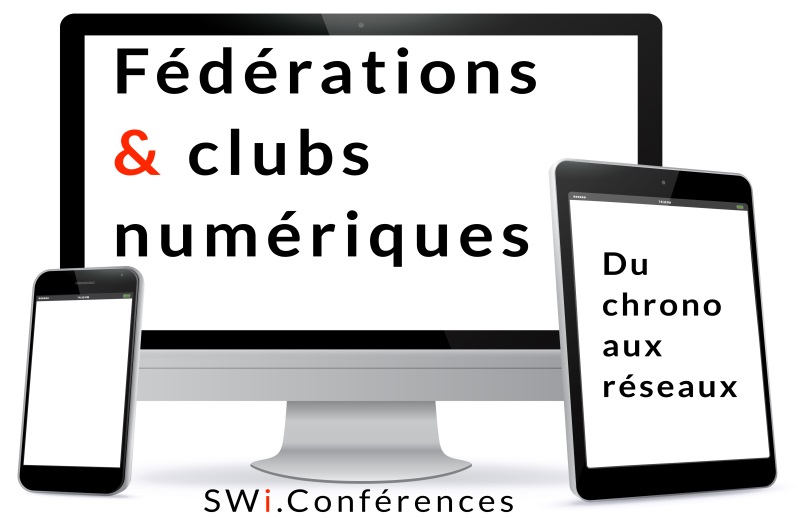 Fédérations
& clubs
numériques
Du
chrono
aux
réseaux
SWi.Conférences